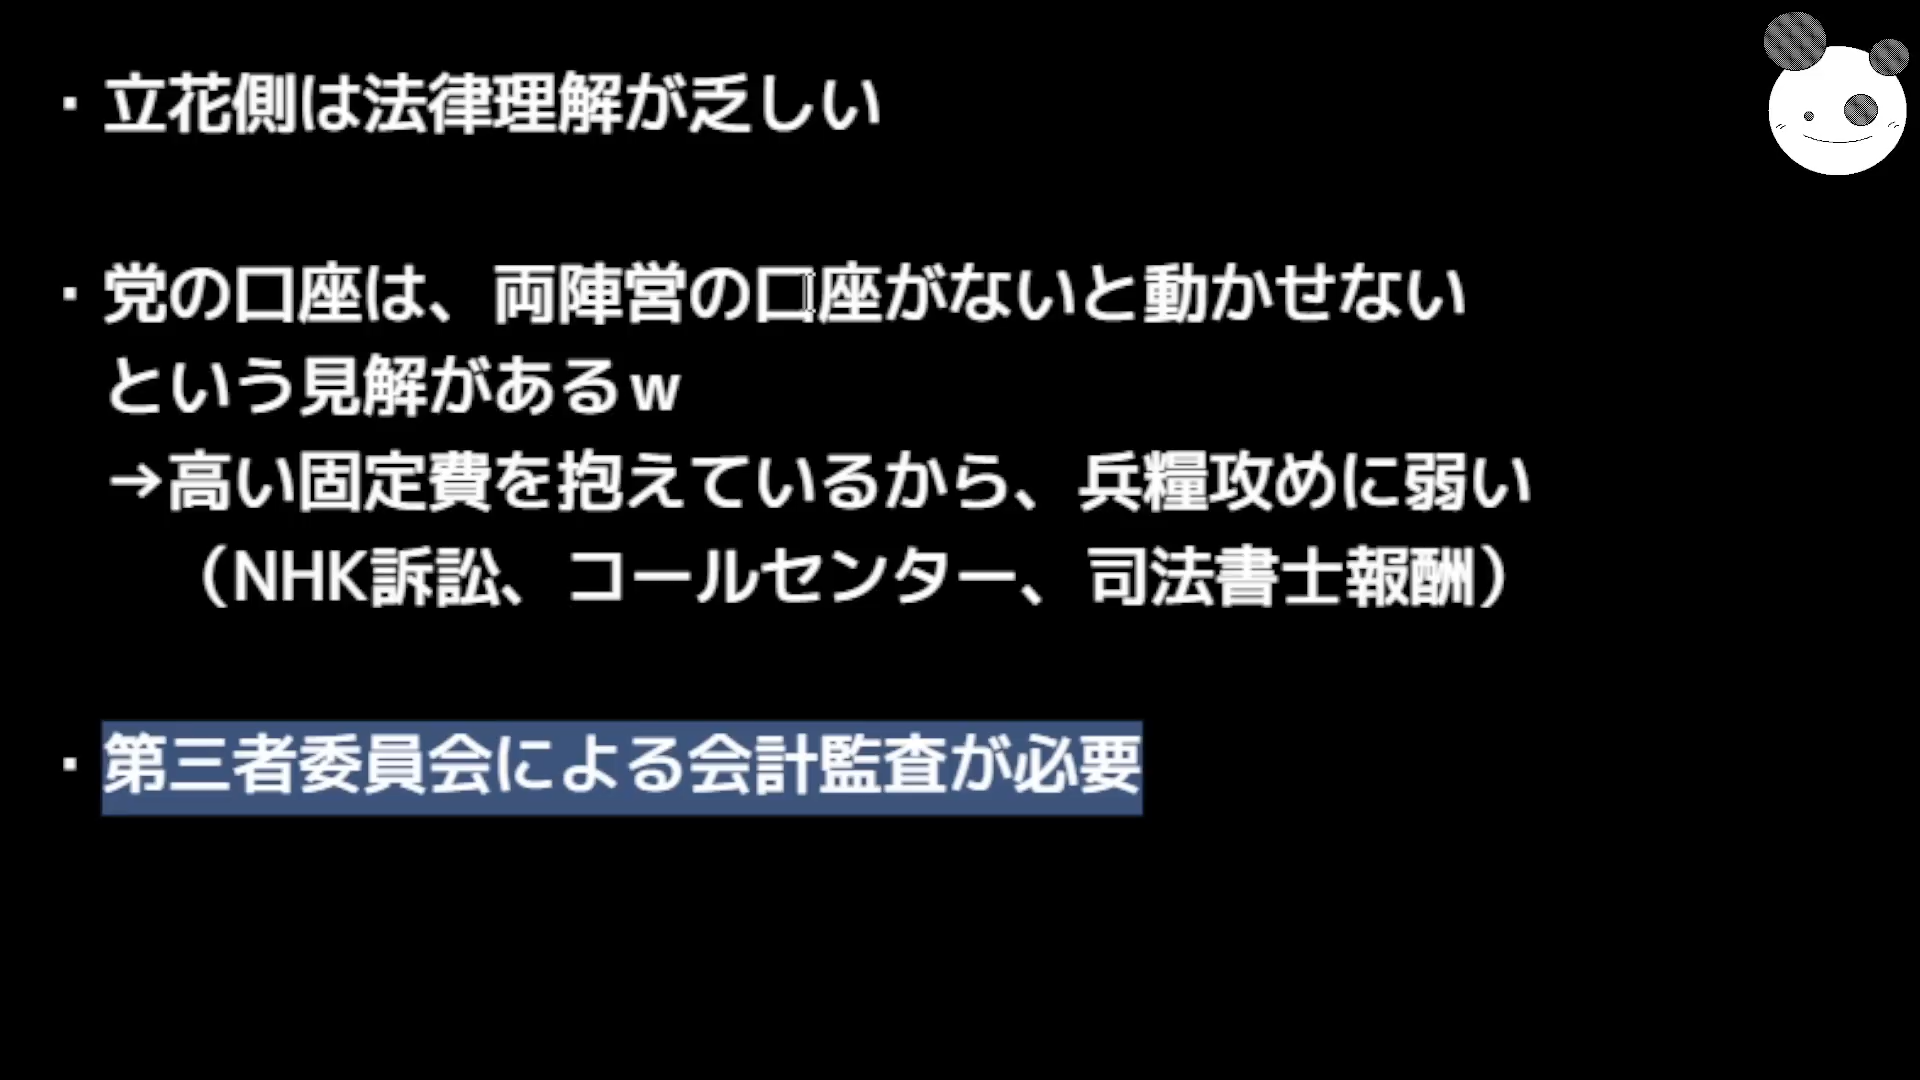 ・立花側は法律理解が乏しい
・党の口座は、両陣営の口座がないと動かせない
という見解があるw
→高い固定費を抱えているから、兵糧攻めに弱い
（NHK訴訟、コールセンター、司法書士報酬）
・第三者委員会による会計監査が必要